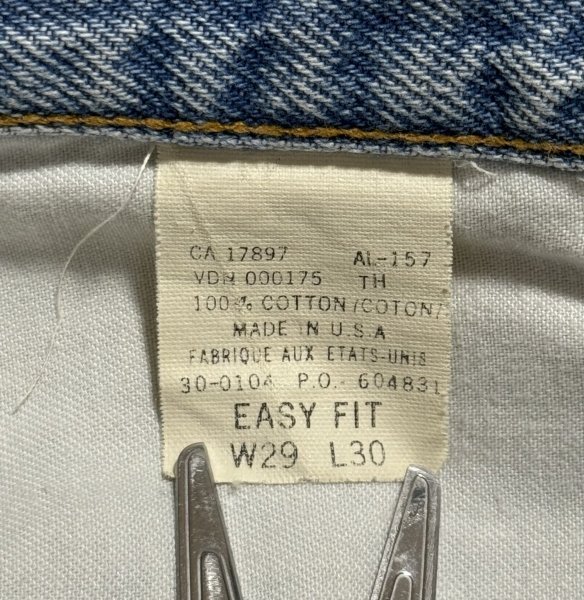 CA 17897 AL-157
VDN 000175 TH
100% COTTON/COTON/
MADE IN U.S.A
FABRIQUE AUX ETATS-UNIS
30-0104 P.O. 604831
EASY FIT
W29 L30